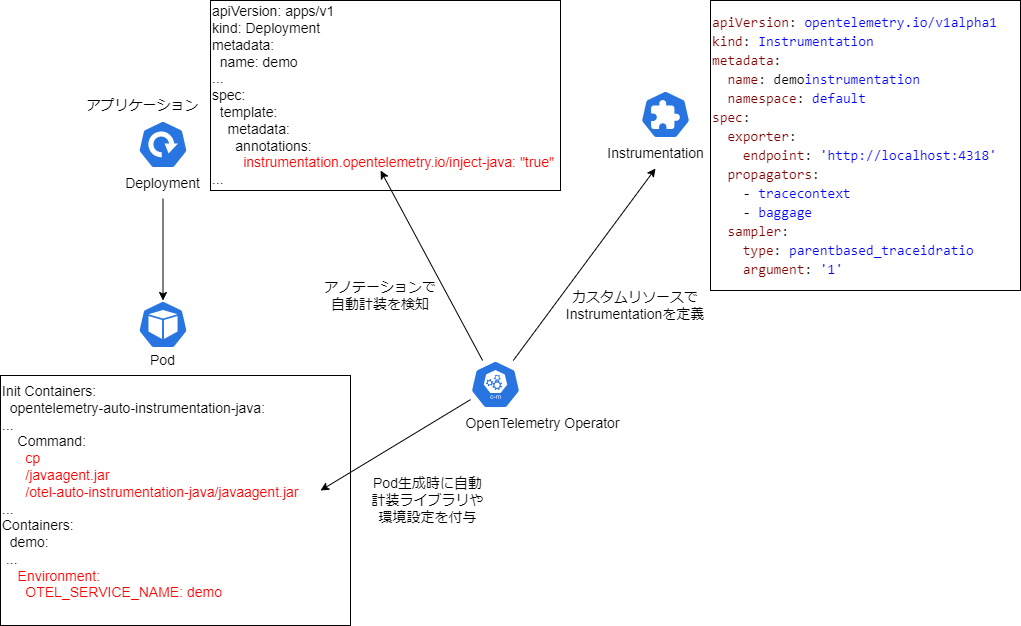 アプリケーション
Deployment
apiVersion: apps/v1
kind: Deployment
metadata:
  name: demo
...
spec:
  template:
    metadata:
      annotations:
        instrumentation.opentelemetry.io/inject-java: "true"
...
Instrumentation
apiVersion: opentelemetry.io/v1alpha1
kind: Instrumentation
metadata:
  name: demoinstrumentation
  namespace: default
spec:
  exporter:
    endpoint: 'http://localhost:4318'
  propagators:
    - tracecontext
    - baggage
  sampler:
    type: parentbased_traceidratio
    argument: '1'
アノテーションで
自動計装を検知
カスタムリソースで
Instrumentationを定義
Pod
c-m
OpenTelemetry Operator
Init Containers:
  opentelemetry-auto-instrumentation-java:
...
    Command:
      cp
      /javaagent.jar
      /otel-auto-instrumentation-java/javaagent.jar
...
Containers:
  demo:
...
    Environment:
      OTEL_SERVICE_NAME: demo
Pod生成時に自動
計装ライブラリや
環境設定を付与